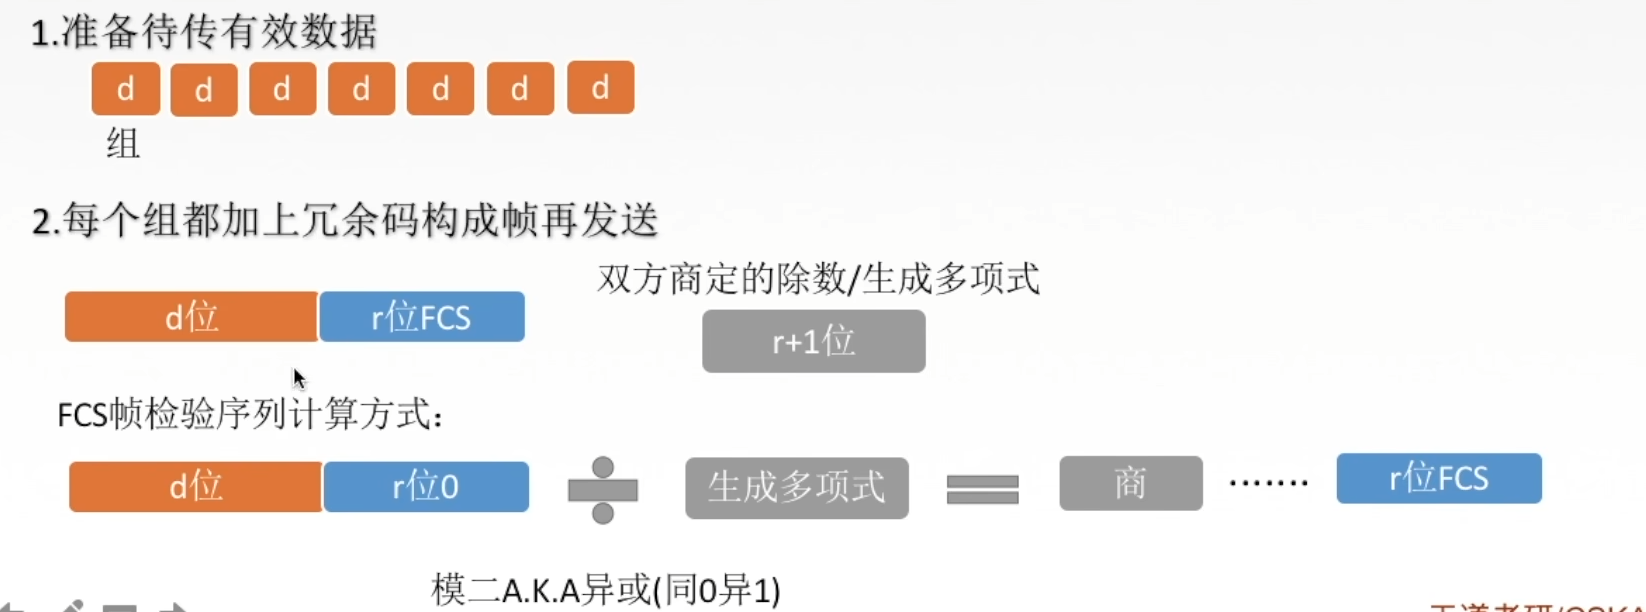 1.准备待传有效数据
d d d d d d d
组
2.每个组都加上冗余码构成帧再发送
双方商定的除数/生成多项式
d位 r位FCS r+1位
FCS帧检验序列计算方式：
d位 r位0 生成多项式 商 ······· r位FCS
模二A.K.A异或(同0异1)